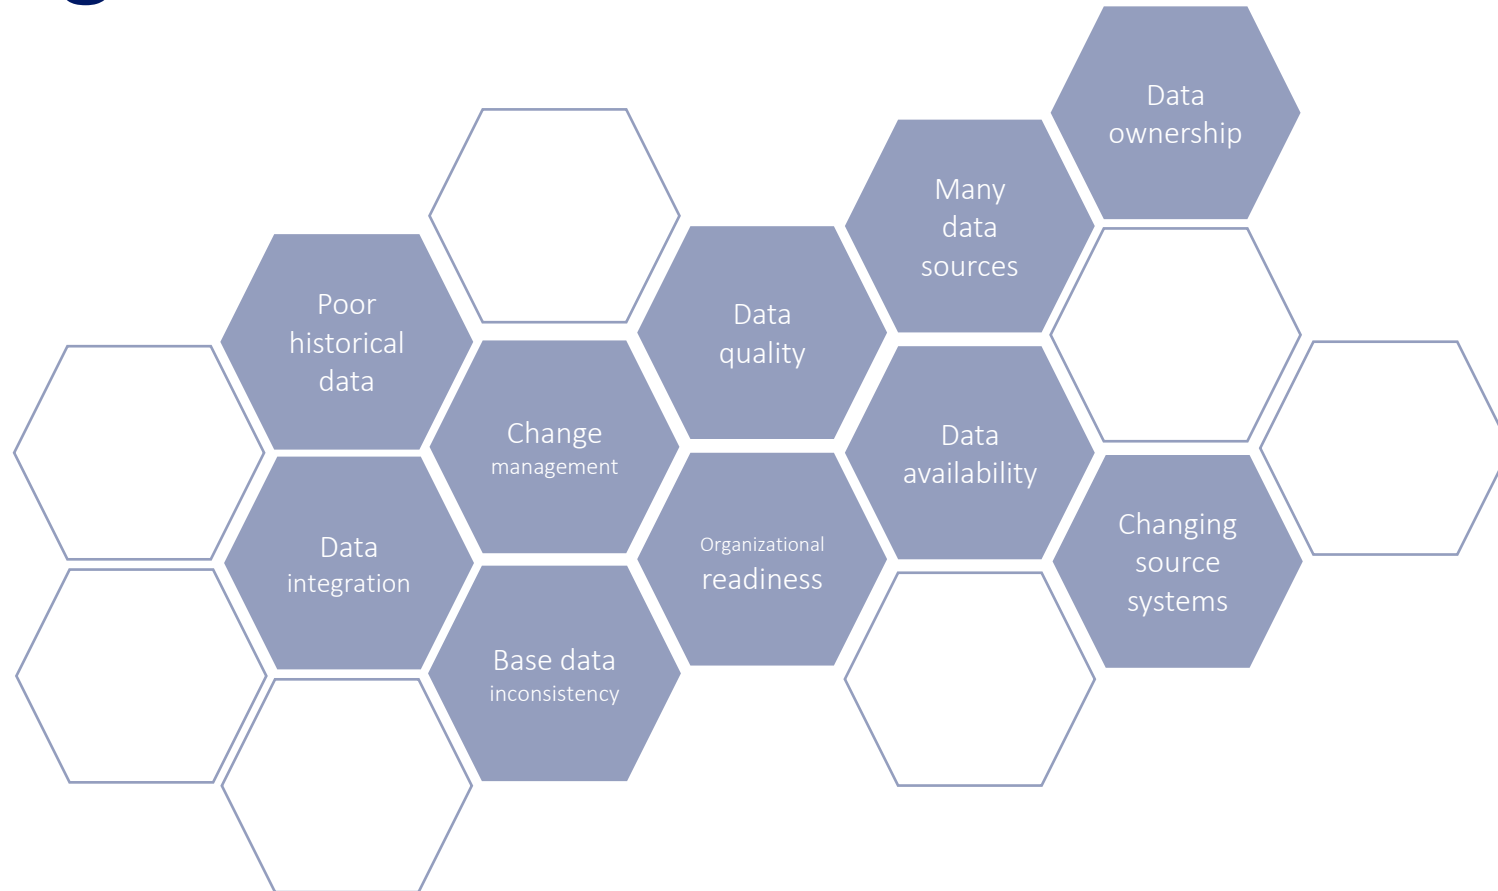 Data
ownership
Many
data
sources
Poor
historical
data
Data
quality
Change
management
Data
availability
Data
integration
Organizational
readiness
Changing
source
systems
Base data
inconsistency